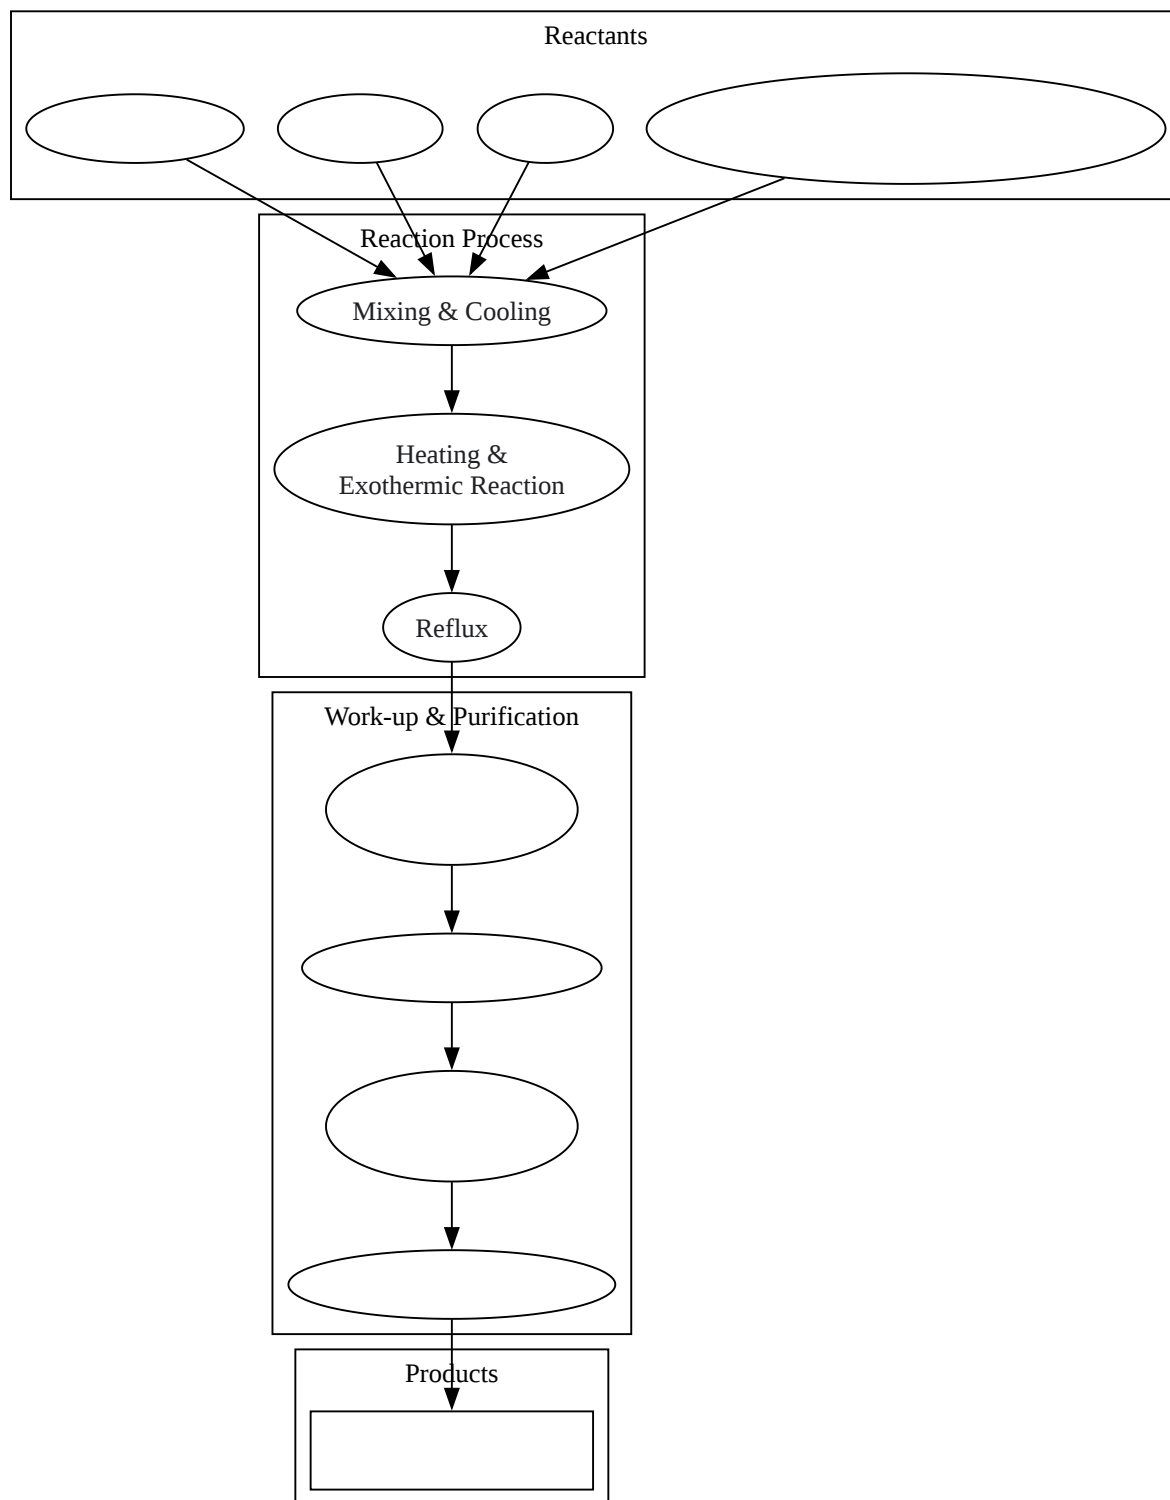 Reactants
Reaction Process
Mixing & Cooling
Heating &
Exothermic Reaction
Reflux
Work-up & Purification
Products